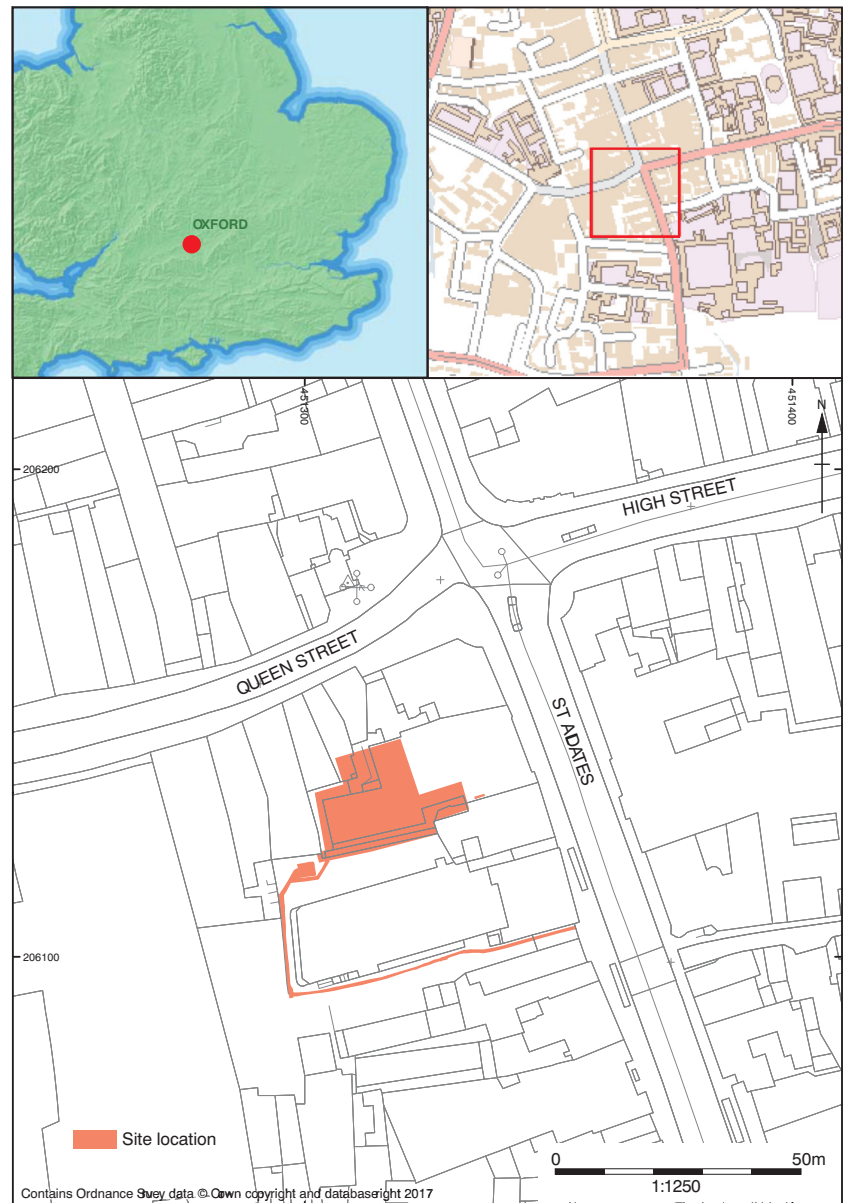 OXFORD
451300
451400
N
206200
HIGH STREET
QUEEN STREET
ST ADATES
206100
Site location
0 50m
1:1250
Contains Ordnance Survey data © Crown copyright and database right 2017